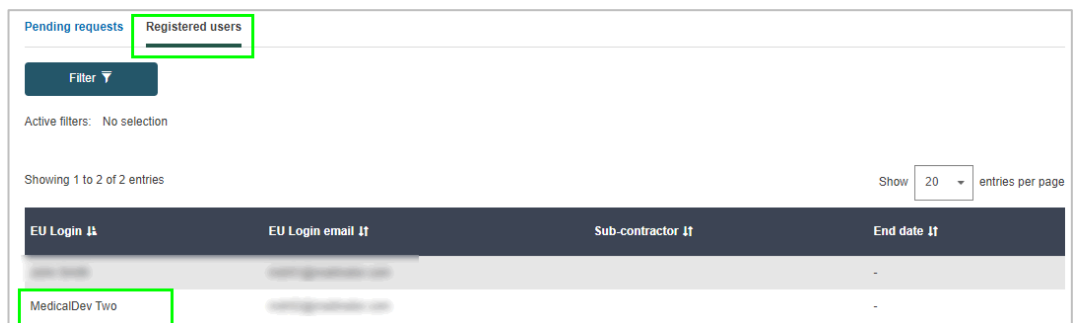 Pending requests Registered users
Filter
Active filters: No selection
Showing 1 to 2 of 2 entries Show 20 entries per page
EU Login EU Login email Sub-contractor End date
-
MedicalDev Two -